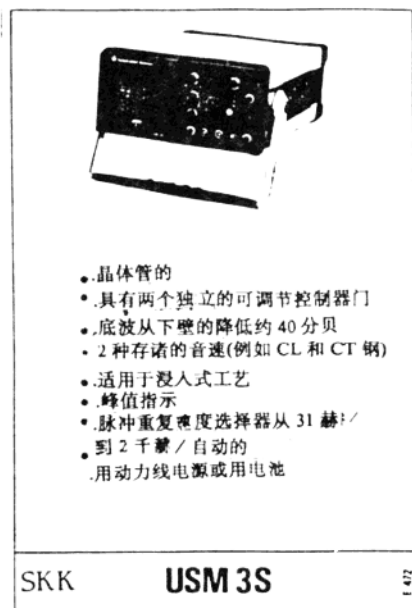 .晶体管的
.具有两个独立的可调节控制器门
.底波从下壁的降低约 40 分贝
2 种存诸的音速(例如 CL 和 CT 钢)
.适用于浸入式工艺
.峰值指示
.脉冲重复速度选择器从 31 赫
到 2 千赫 / 自动的
.用动力线电源或用电池
SKK
USM 3S
E 472